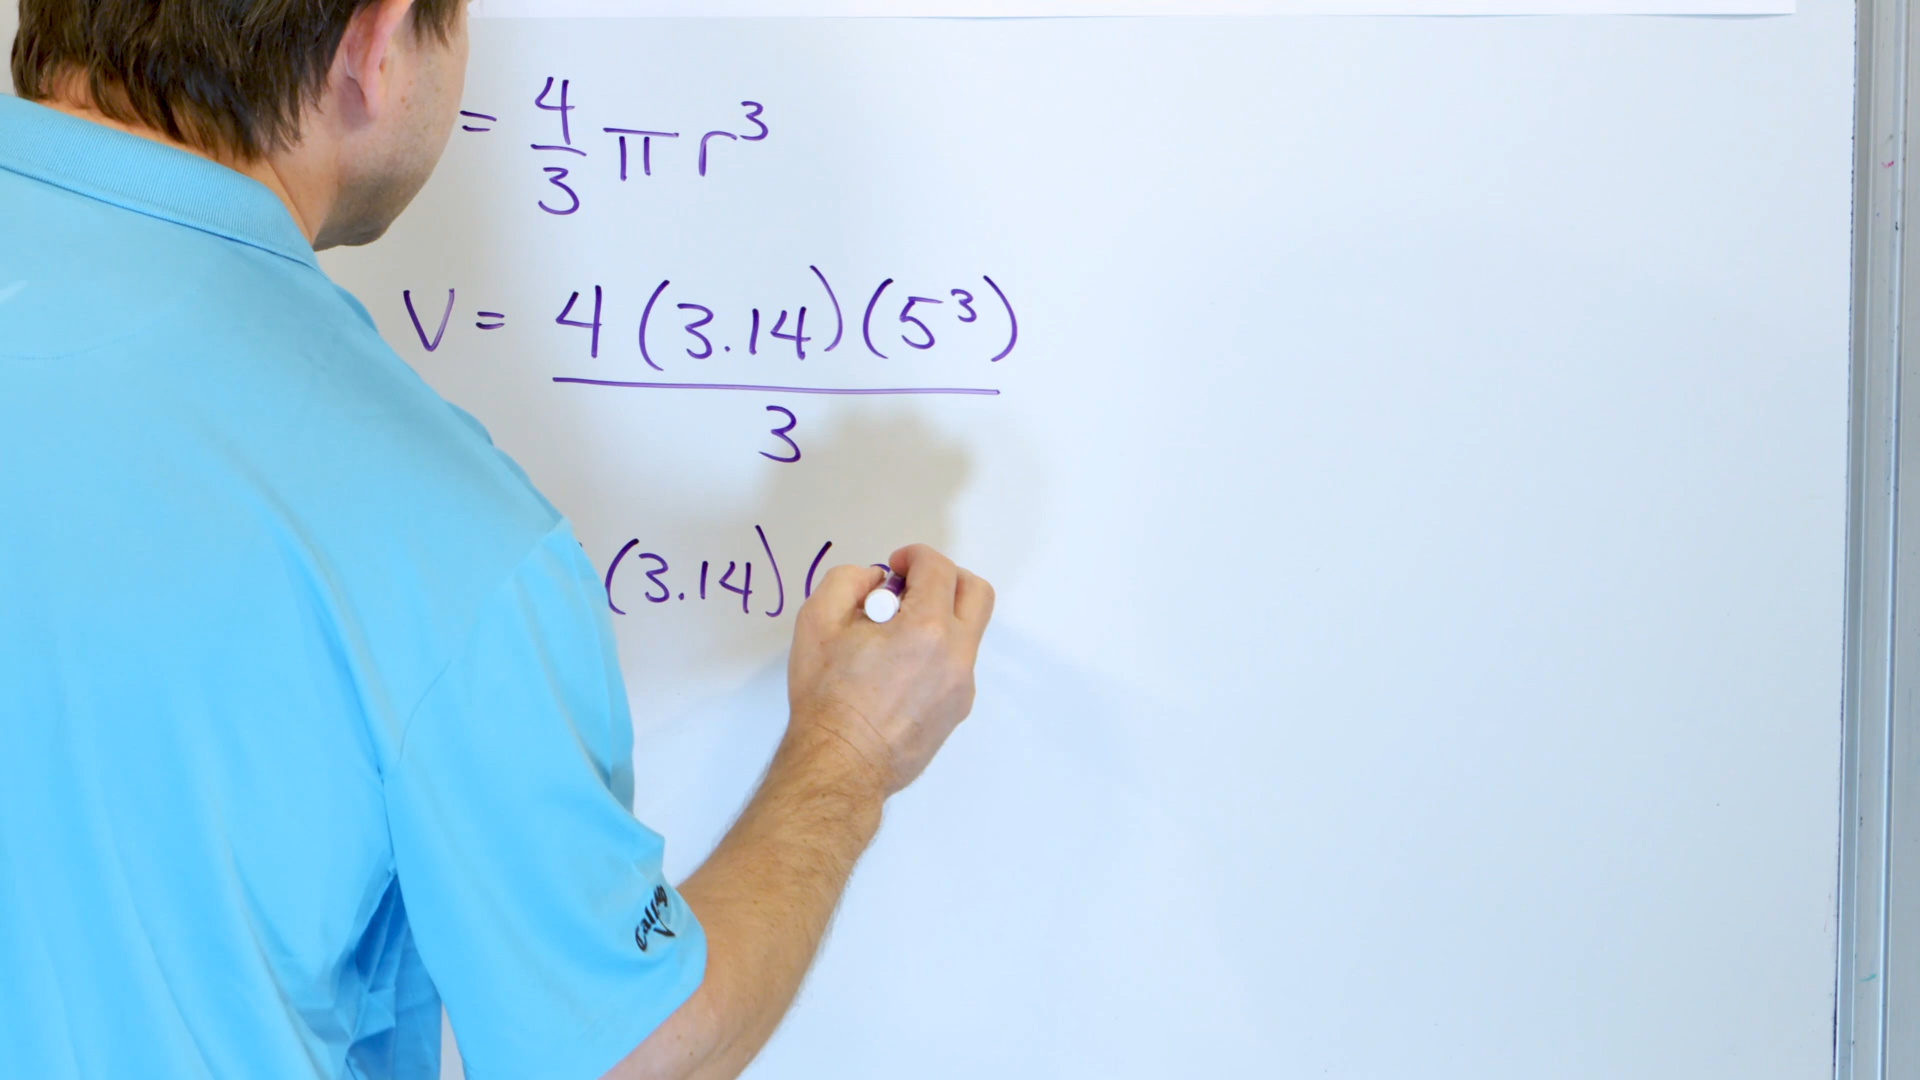 = 4/3 π r³
V = 4 (3.14) (5³)
3
(3.14) (